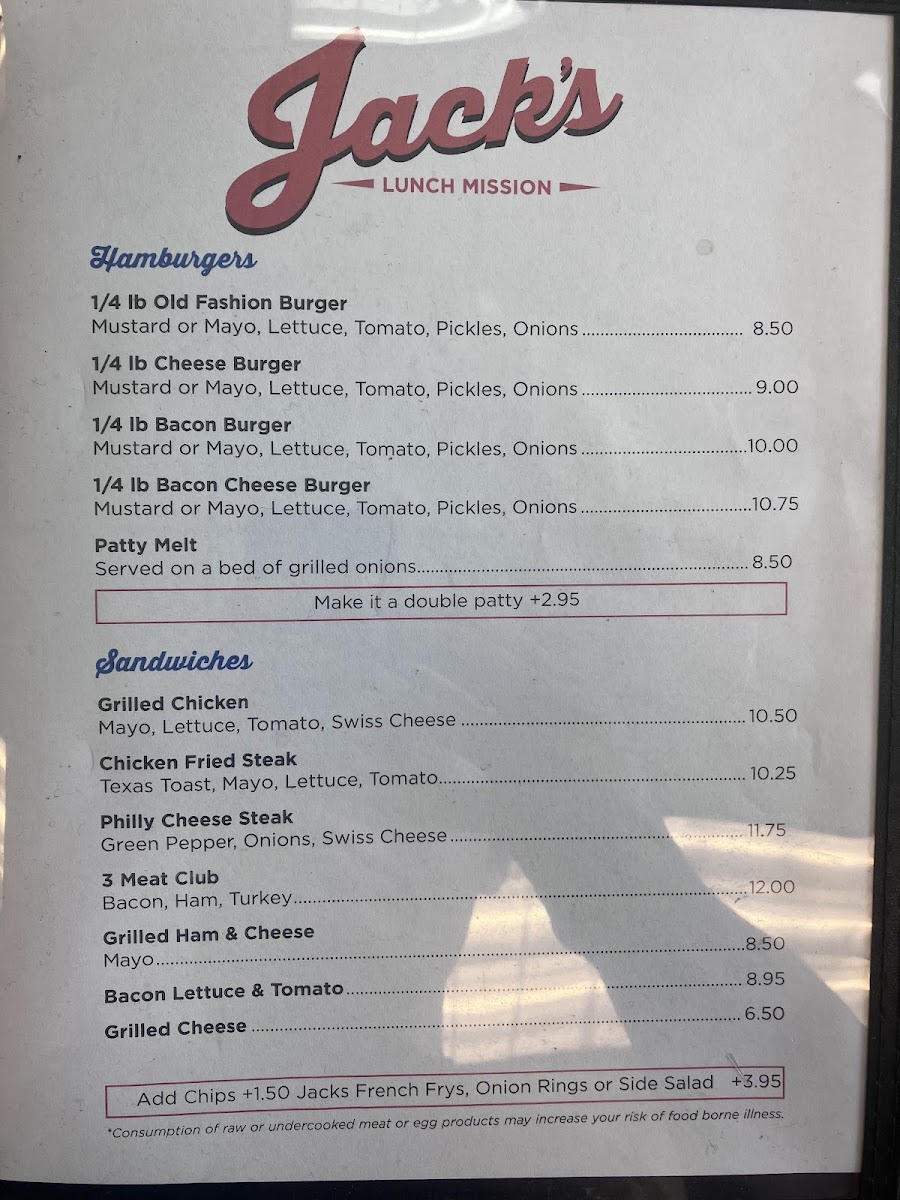 Jack's
LUNCH MISSION
Hamburgers
1/4 lb Old Fashion Burger
Mustard or Mayo, Lettuce, Tomato, Pickles, Onions................................. 8.50
1/4 lb Cheese Burger
Mustard or Mayo, Lettuce, Tomato, Pickles, Onions................................. 9.00
1/4 lb Bacon Burger
Mustard or Mayo, Lettuce, Tomato, Pickles, Onions.................................10.00
1/4 lb Bacon Cheese Burger
Mustard or Mayo, Lettuce, Tomato, Pickles, Onions.................................10.75
Patty Melt
Served on a bed of grilled onions................................................................. 8.50
Make it a double patty +2.95
Sandwiches
Grilled Chicken
Mayo, Lettuce, Tomato, Swiss Cheese ......................................................... 10.50
Chicken Fried Steak
Texas Toast, Mayo, Lettuce, Tomato............................................................. 10.25
Philly Cheese Steak
Green Pepper, Onions, Swiss Cheese........................................................... 11.75
3 Meat Club
Bacon, Ham, Turkey..........................................................................................12.00
Grilled Ham & Cheese
Mayo.....................................................................................................................8.50
Bacon Lettuce & Tomato............................................................................... 8.95
Grilled Cheese .................................................................................................. 6.50
Add Chips +1.50 Jacks French Frys, Onion Rings or Side Salad +3.95
*Consumption of raw or undercooked meat or egg products may increase your risk of food borne illness.